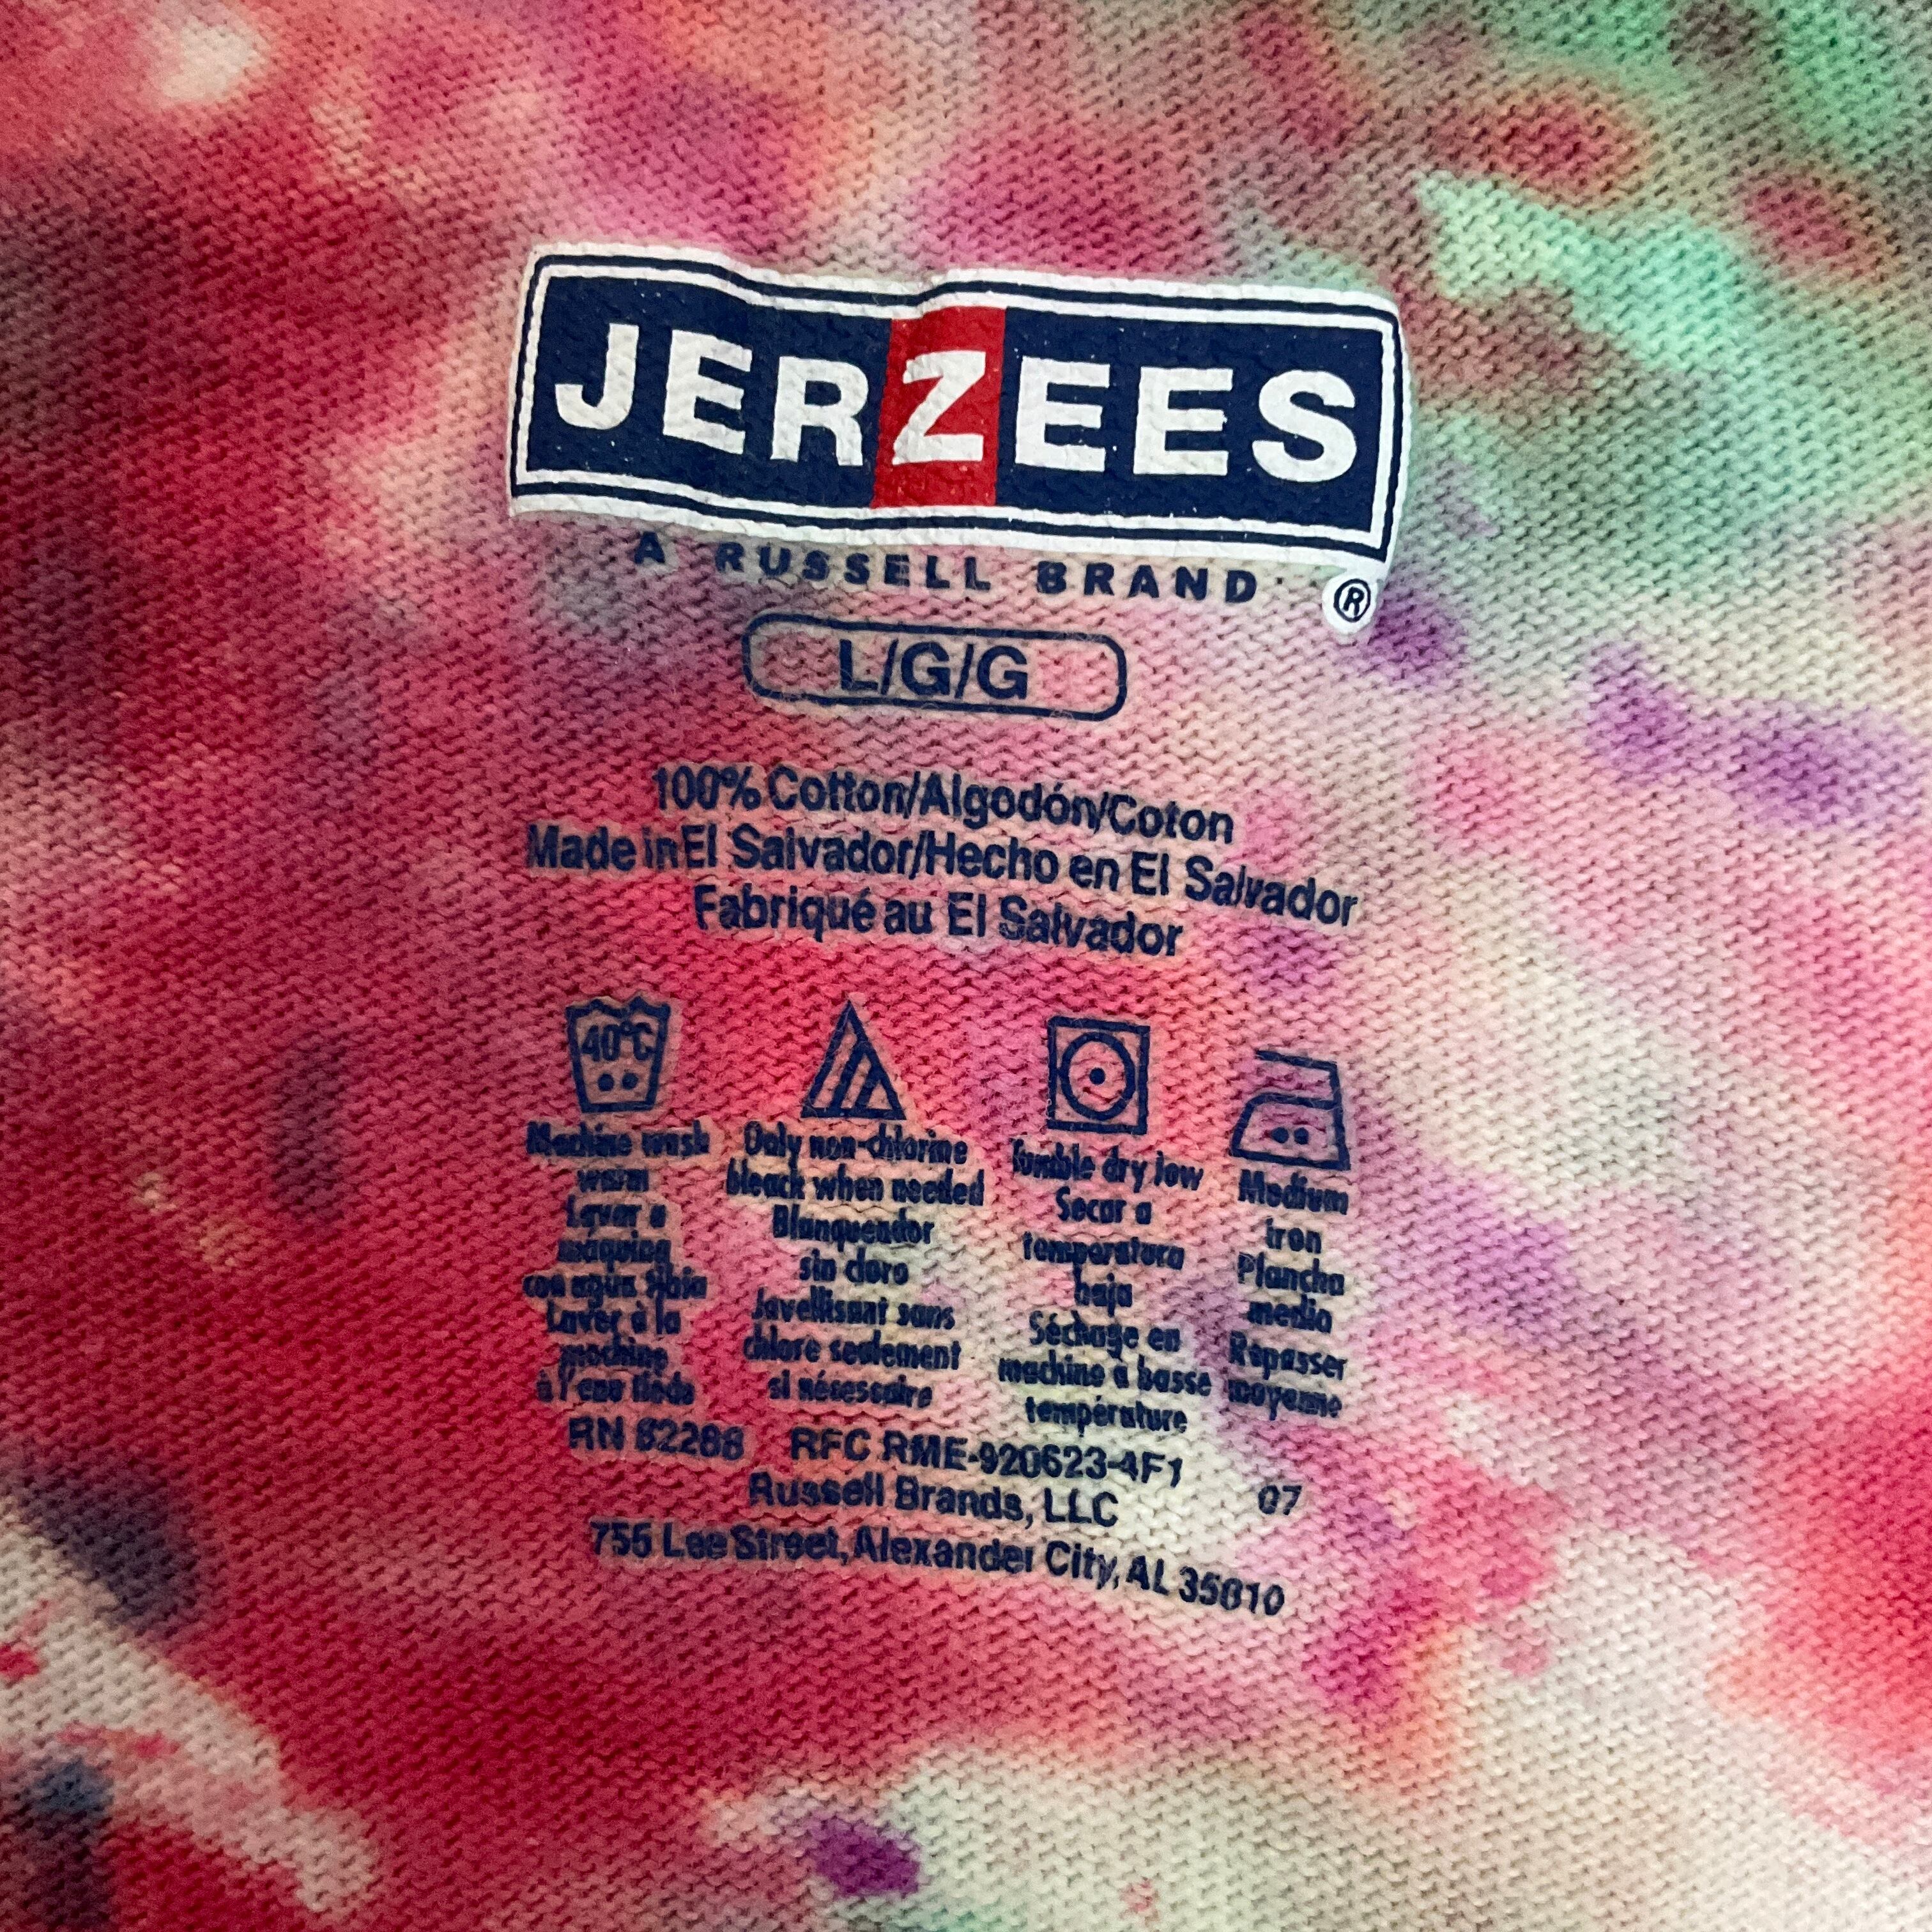 JERZEES
A RUSSELL BRAND
®
L/G/G
100% Cotton/Algodón/Coton
Made in El Salvador/Hecho en El Salvador
Fabriqué au El Salvador
40°C
Machine wash
warm
Lavar a
máquina
con agua tibia
Laver à la
machine
à l'eau tiède
Only non-chlorine
bleach when needed
Blanqueador
sin cloro
Javellisant sans
chlore seulement
si nécessaire
Tumble dry low
Secar a
temperatura
baja
Séchage en
machine à basse
température
Medium
iron
Plancha
media
Repasser
moyenne
RN 62288 RFC RME-920623-4F1
Russell Brands, LLC 07
755 Lee Street, Alexander City, AL 35010